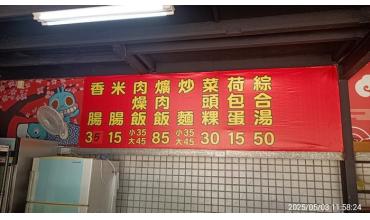 香腸
米腸 15
肉燥飯 小35 大45
爌肉飯 85
炒麵 小35 大45
菜頭粿 30
荷包蛋 15
綜合湯 50
2025/05/03 11:58:24